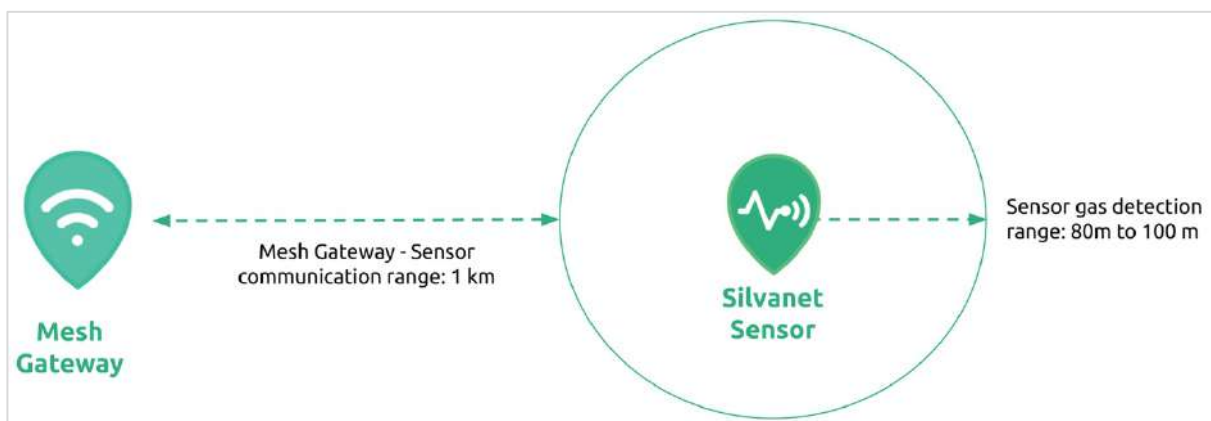 Mesh Gateway - Sensor
communication range: 1 km
Sensor gas detection
range: 80m to 100 m
Silvanet
Sensor
Mesh
Gateway